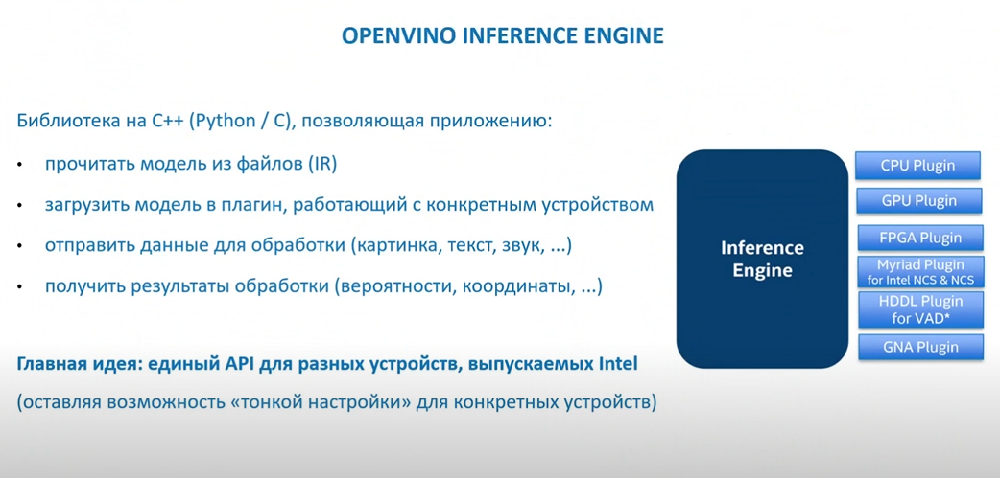 OPENVINO INFERENCE ENGINE
Библиотека на C++ (Python / C), позволяющая приложению:
• прочитать модель из файлов (IR)
• загрузить модель в плагин, работающий с конкретным устройством
• отправить данные для обработки (картинка, текст, звук, ...)
• получить результаты обработки (вероятности, координаты, ...)
Главная идея: единый API для разных устройств, выпускаемых Intel
(оставляя возможность «тонкой настройки» для конкретных устройств)
Inference
Engine
CPU Plugin
GPU Plugin
FPGA Plugin
Myriad Plugin
for Intel NCS & NCS
HDDL Plugin
for VAD*
GNA Plugin